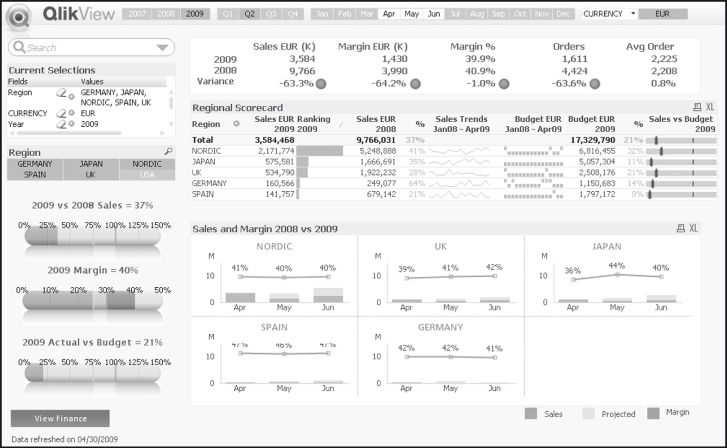 QlikView 2007 2008 2009 Q1 Q2 Q3 Q4 Jan Feb Mar Apr May Jun Jul Aug Sep Oct Nov Dec CURRENCY EUR
Search
Current Selections
Fields Values
Region GERMANY, JAPAN, NORDIC, SPAIN, UK
CURRENCY EUR
Year 2009
Region
GERMANY JAPAN NORDIC
SPAIN UK USA
2009 vs 2008 Sales = 37%
0% 25% 50% 75% 100% 125% 150%
2009 Margin = 40%
0% 10% 20% 30% 40% 50%
2009 Actual vs Budget = 21%
0% 25% 50% 75% 100% 125% 150%
View Finance
Data refreshed on 04/30/2009
Sales EUR (K) Margin EUR (K) Margin % Orders Avg Order
2009 3,584 1,430 39.9% 1,611 2,225
2008 9,766 3,990 40.9% 4,424 2,208
Variance -63.3% -64.2% -1.0% -63.6% 0.8%
Regional Scorecard XL
Region Sales EUR 2009 Ranking 2009 / Sales EUR 2008 % Sales Trends Jan08 - Apr09 Budget EUR Jan08 - Apr09 Budget EUR 2009 % Sales vs Budget 2009
Total 3,584,468 9,766,031 37% 17,329,790 21%
NORDIC 2,171,774 5,248,888 41% 6,816,455 32%
JAPAN 575,581 1,666,691 35% 5,057,304 11%
UK 534,790 1,922,232 28% 2,508,176 21%
GERMANY 160,566 249,077 64% 1,150,683 14%
SPAIN 141,757 679,142 21% 1,797,172 8%
Sales and Margin 2008 vs 2009 XL
NORDIC
M
10
0
41% 40% 40%
Apr May Jun
UK
M
10
0
39% 41% 42%
Apr May Jun
JAPAN
M
10
0
36% 44% 40%
Apr May Jun
SPAIN
M
10
0
47% 46% 47%
Apr May Jun
GERMANY
M
10
0
42% 42% 41%
Apr May Jun
Sales Projected Margin